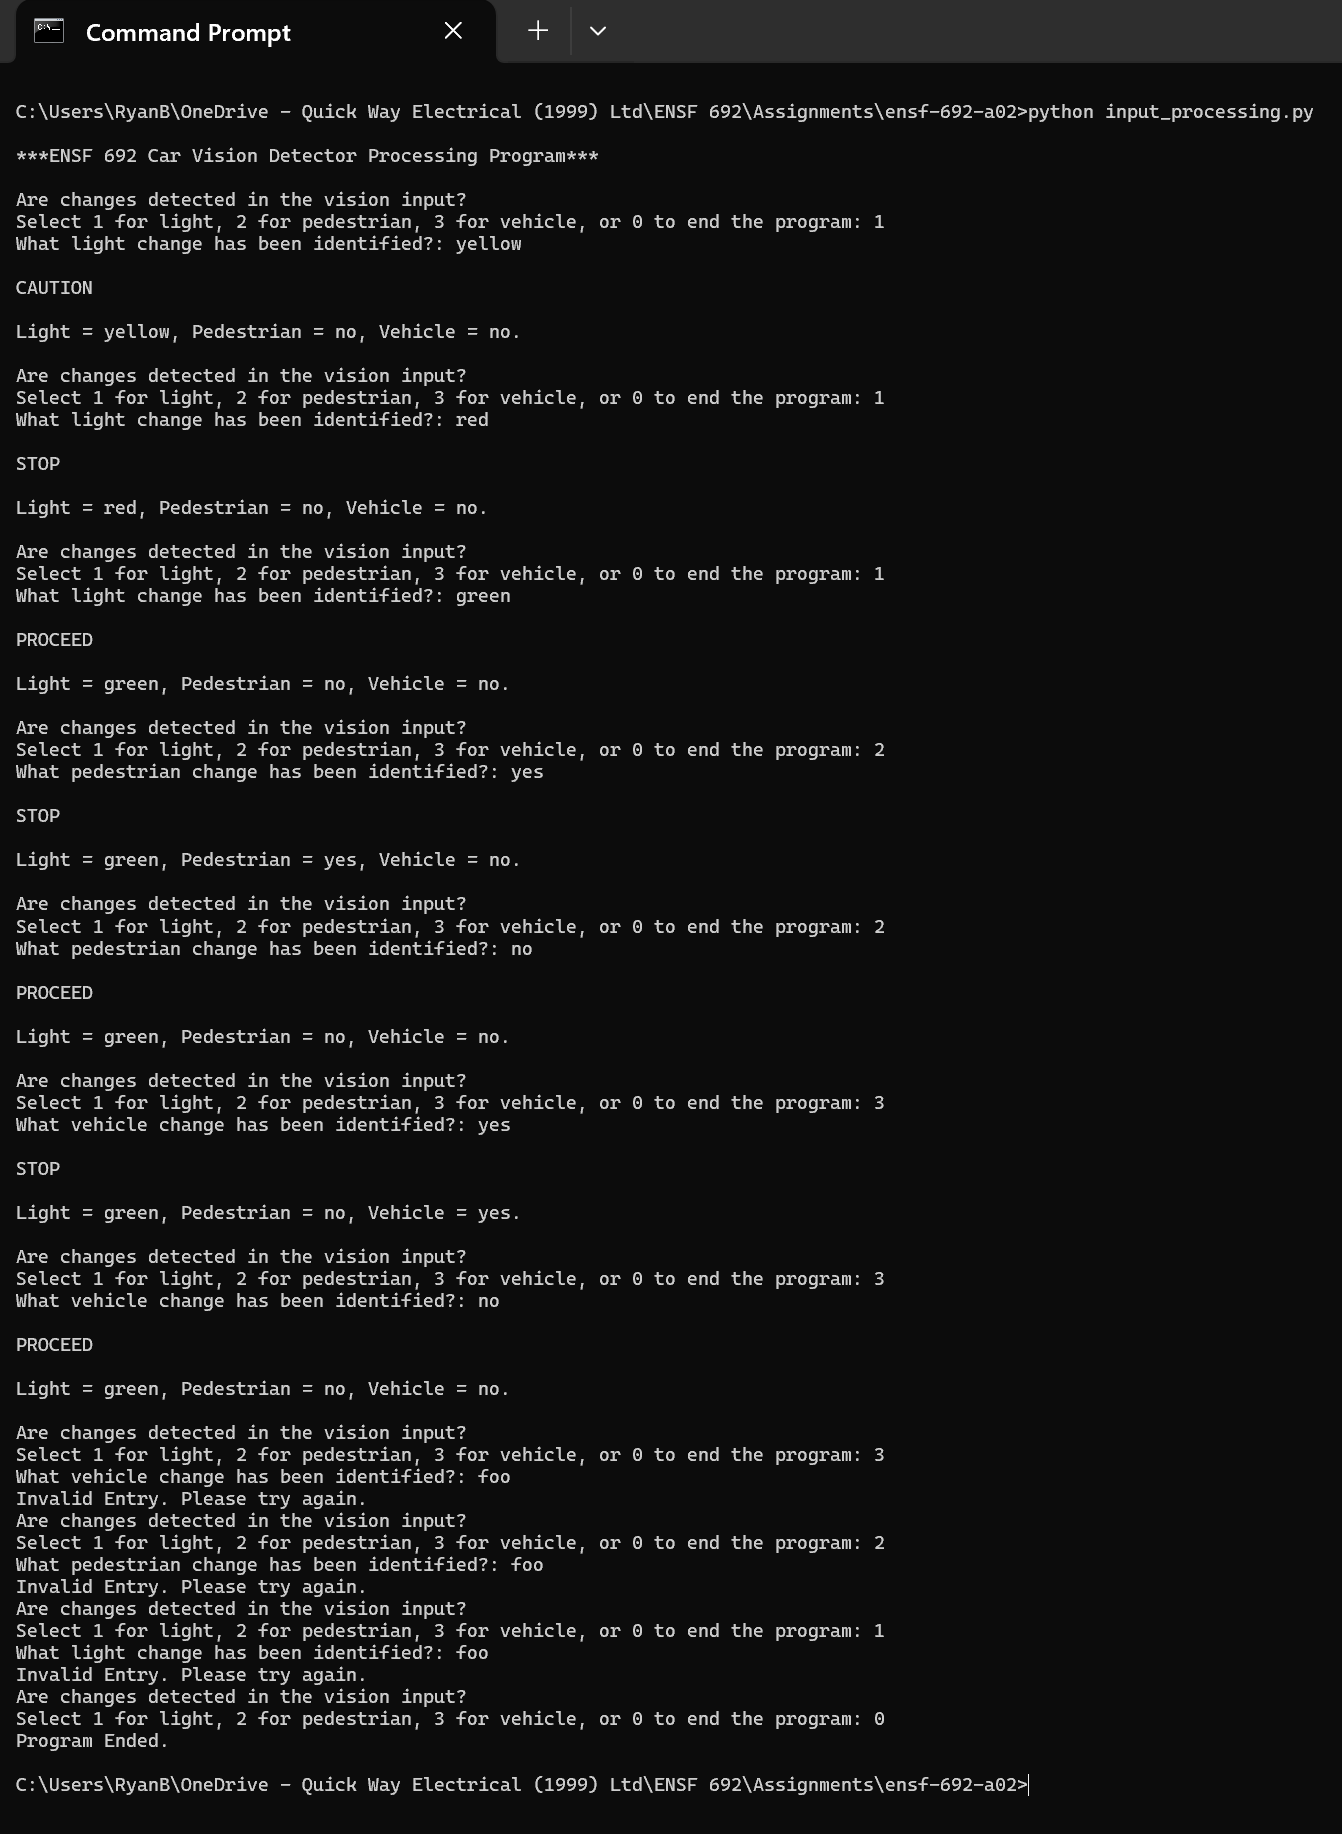 Command Prompt
C:\Users\RyanB\OneDrive - Quick Way Electrical (1999) Ltd\ENSF 692\Assignments\ensf-692-a02>python input_processing.py
***ENSF 692 Car Vision Detector Processing Program***
Are changes detected in the vision input?
Select 1 for light, 2 for pedestrian, 3 for vehicle, or 0 to end the program: 1
What light change has been identified?: yellow
CAUTION
Light = yellow, Pedestrian = no, Vehicle = no.
Are changes detected in the vision input?
Select 1 for light, 2 for pedestrian, 3 for vehicle, or 0 to end the program: 1
What light change has been identified?: red
STOP
Light = red, Pedestrian = no, Vehicle = no.
Are changes detected in the vision input?
Select 1 for light, 2 for pedestrian, 3 for vehicle, or 0 to end the program: 1
What light change has been identified?: green
PROCEED
Light = green, Pedestrian = no, Vehicle = no.
Are changes detected in the vision input?
Select 1 for light, 2 for pedestrian, 3 for vehicle, or 0 to end the program: 2
What pedestrian change has been identified?: yes
STOP
Light = green, Pedestrian = yes, Vehicle = no.
Are changes detected in the vision input?
Select 1 for light, 2 for pedestrian, 3 for vehicle, or 0 to end the program: 2
What pedestrian change has been identified?: no
PROCEED
Light = green, Pedestrian = no, Vehicle = no.
Are changes detected in the vision input?
Select 1 for light, 2 for pedestrian, 3 for vehicle, or 0 to end the program: 3
What vehicle change has been identified?: yes
STOP
Light = green, Pedestrian = no, Vehicle = yes.
Are changes detected in the vision input?
Select 1 for light, 2 for pedestrian, 3 for vehicle, or 0 to end the program: 3
What vehicle change has been identified?: no
PROCEED
Light = green, Pedestrian = no, Vehicle = no.
Are changes detected in the vision input?
Select 1 for light, 2 for pedestrian, 3 for vehicle, or 0 to end the program: 3
What vehicle change has been identified?: foo
Invalid Entry. Please try again.
Are changes detected in the vision input?
Select 1 for light, 2 for pedestrian, 3 for vehicle, or 0 to end the program: 2
What pedestrian change has been identified?: foo
Invalid Entry. Please try again.
Are changes detected in the vision input?
Select 1 for light, 2 for pedestrian, 3 for vehicle, or 0 to end the program: 1
What light change has been identified?: foo
Invalid Entry. Please try again.
Are changes detected in the vision input?
Select 1 for light, 2 for pedestrian, 3 for vehicle, or 0 to end the program: 0
Program Ended.
C:\Users\RyanB\OneDrive - Quick Way Electrical (1999) Ltd\ENSF 692\Assignments\ensf-692-a02>